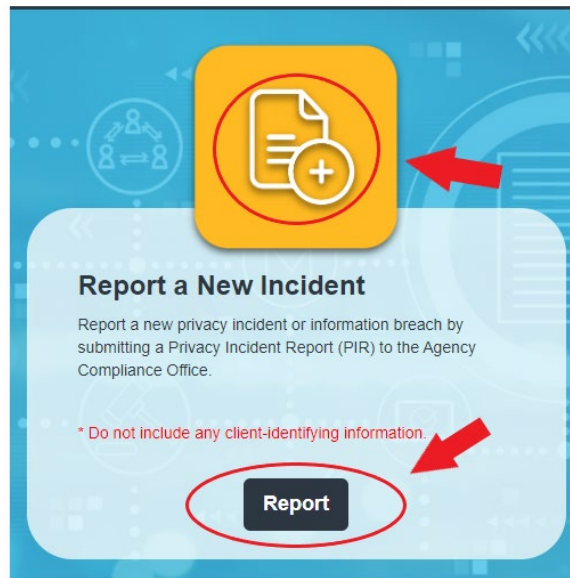 Report a New Incident
Report a new privacy incident or information breach by
submitting a Privacy Incident Report (PIR) to the Agency
Compliance Office.
* Do not include any client-identifying information.
Report